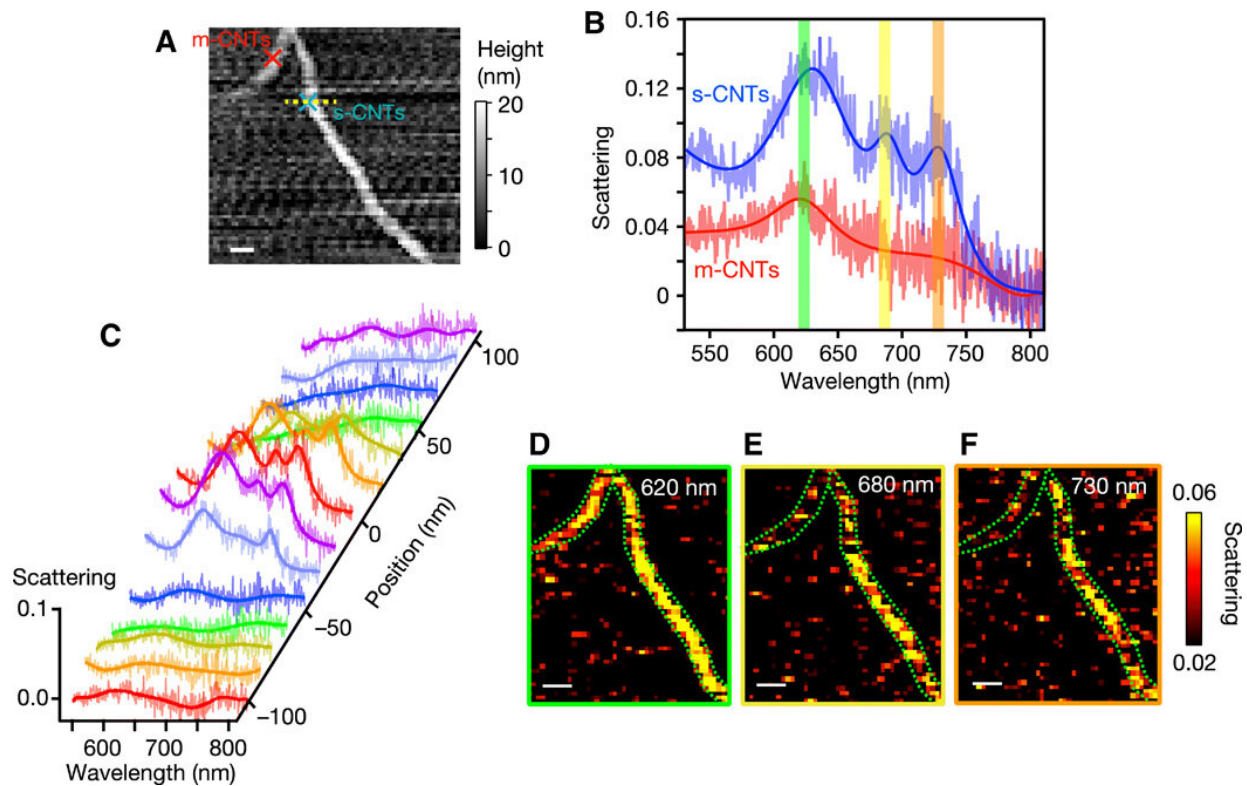 A
m-CNTs
s-CNTs
Height
(nm)
20
10
0
B
0.16
0.12
0.08
0.04
0
Scattering
s-CNTs
m-CNTs
550
600
650
700
750
800
Wavelength (nm)
C
100
50
0
−50
−100
Position (nm)
Scattering
0.1
0.0
600
700
800
Wavelength (nm)
D
620 nm
E
680 nm
F
730 nm
0.06
0.02
Scattering